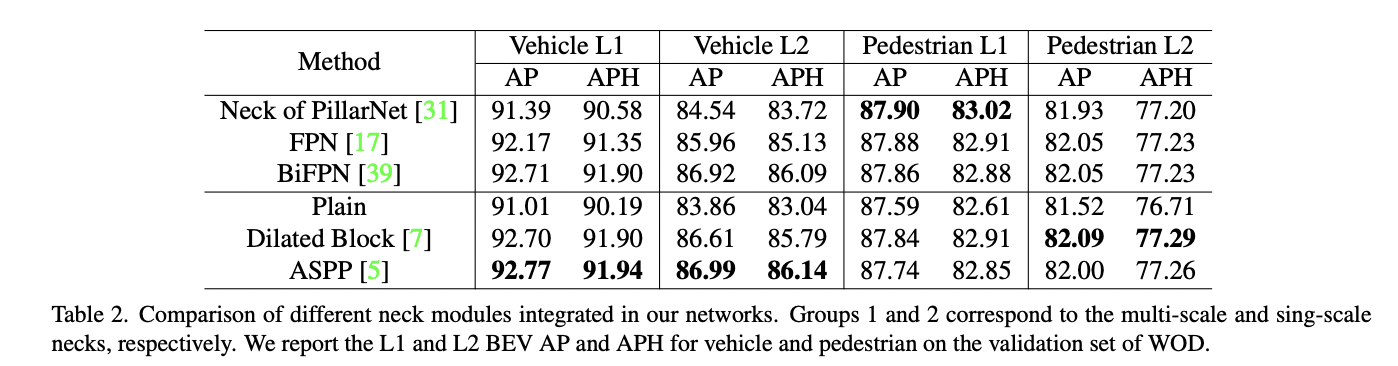 Method Vehicle L1 Vehicle L2 Pedestrian L1 Pedestrian L2
AP APH AP APH AP APH AP APH
Neck of PillarNet [31] 91.39 90.58 84.54 83.72 87.90 83.02 81.93 77.20
FPN [17] 92.17 91.35 85.96 85.13 87.88 82.91 82.05 77.23
BiFPN [39] 92.71 91.90 86.92 86.09 87.86 82.88 82.05 77.23
Plain 91.01 90.19 83.86 83.04 87.59 82.61 81.52 76.71
Dilated Block [7] 92.70 91.90 86.61 85.79 87.84 82.91 82.09 77.29
ASPP [5] 92.77 91.94 86.99 86.14 87.74 82.85 82.00 77.26
Table 2. Comparison of different neck modules integrated in our networks. Groups 1 and 2 correspond to the multi-scale and sing-scale
necks, respectively. We report the L1 and L2 BEV AP and APH for vehicle and pedestrian on the validation set of WOD.